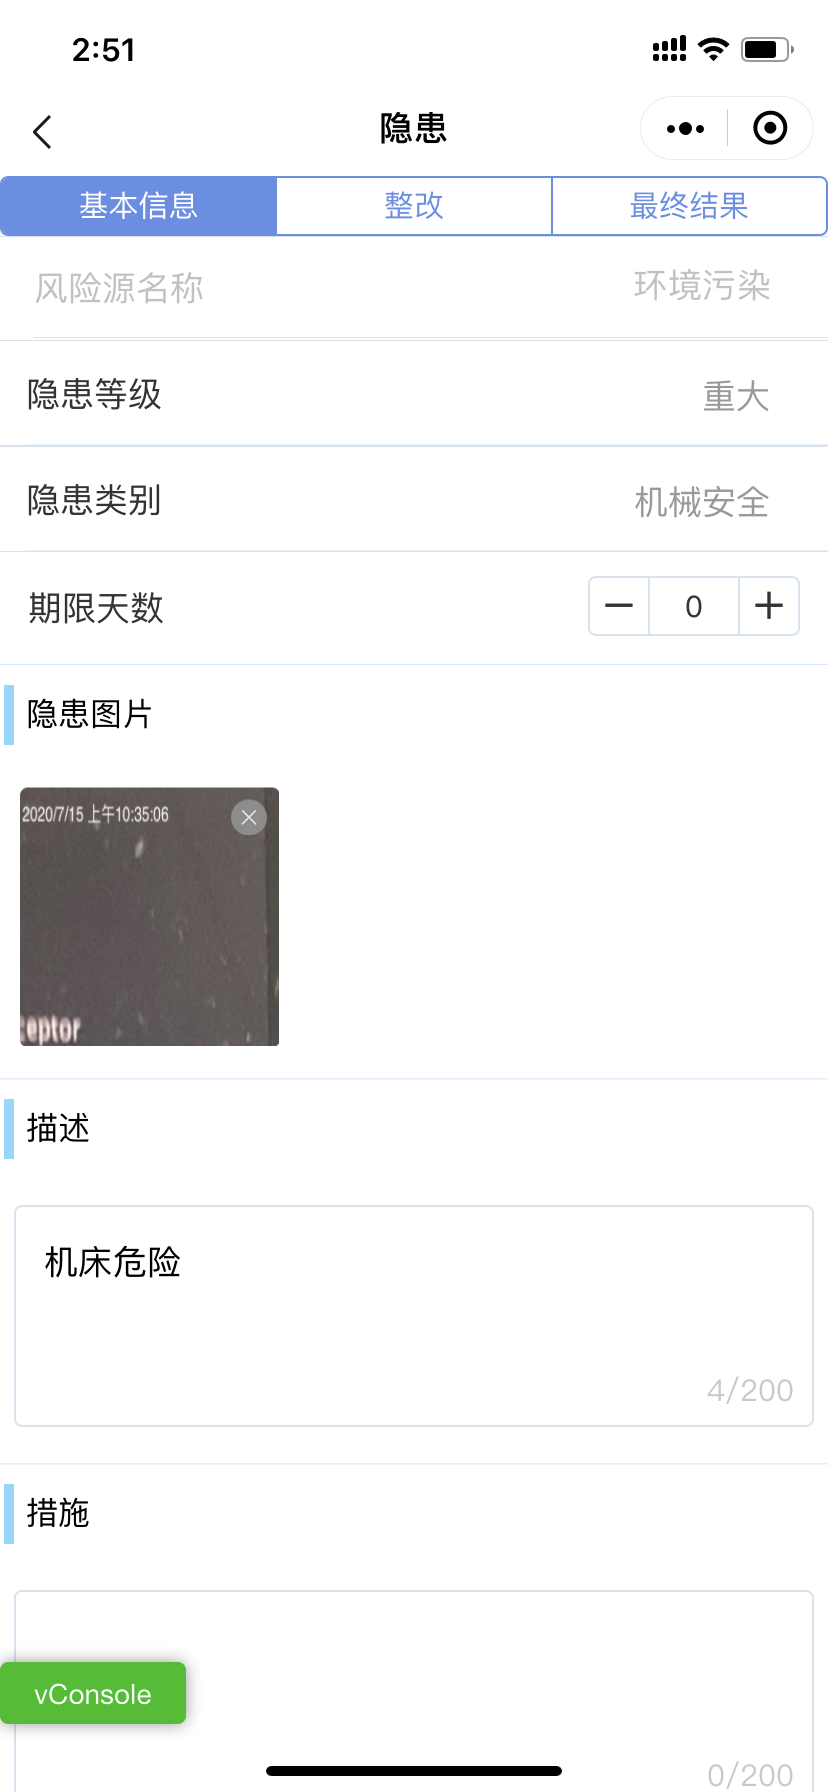 2:51
隐患
基本信息 整改 最终结果
风险源名称 环境污染
隐患等级 重大
隐患类别 机械安全
期限天数 0
隐患图片
2020/7/15 上午10:35:06
ceptor
描述
机床危险
4/200
措施
vConsole
0/200